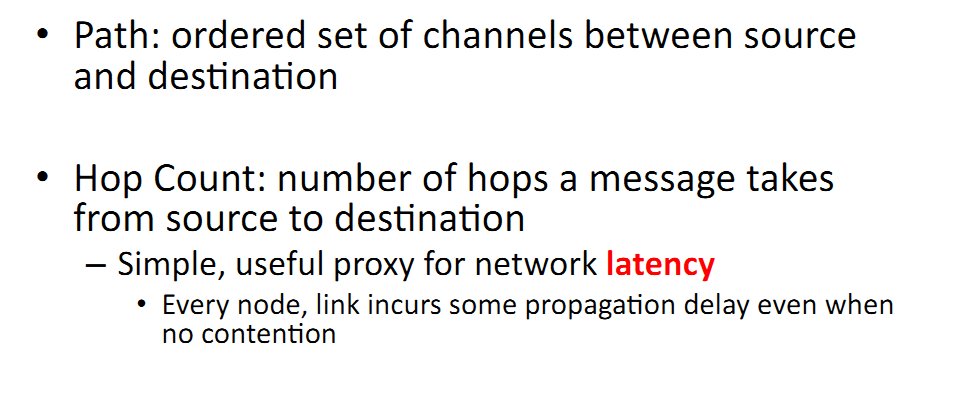 • Path: ordered set of channels between source
and destination
• Hop Count: number of hops a message takes
from source to destination
– Simple, useful proxy for network latency
• Every node, link incurs some propagation delay even when
no contention